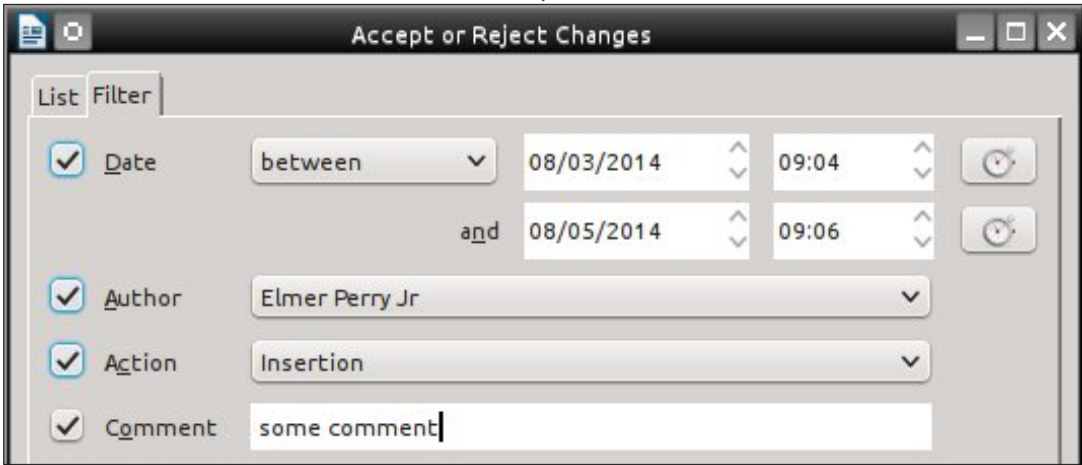 Accept or Reject Changes
List Filter
Date between 08/03/2014 09:04
and 08/05/2014 09:06
Author Elmer Perry Jr
Action Insertion
Comment some comment